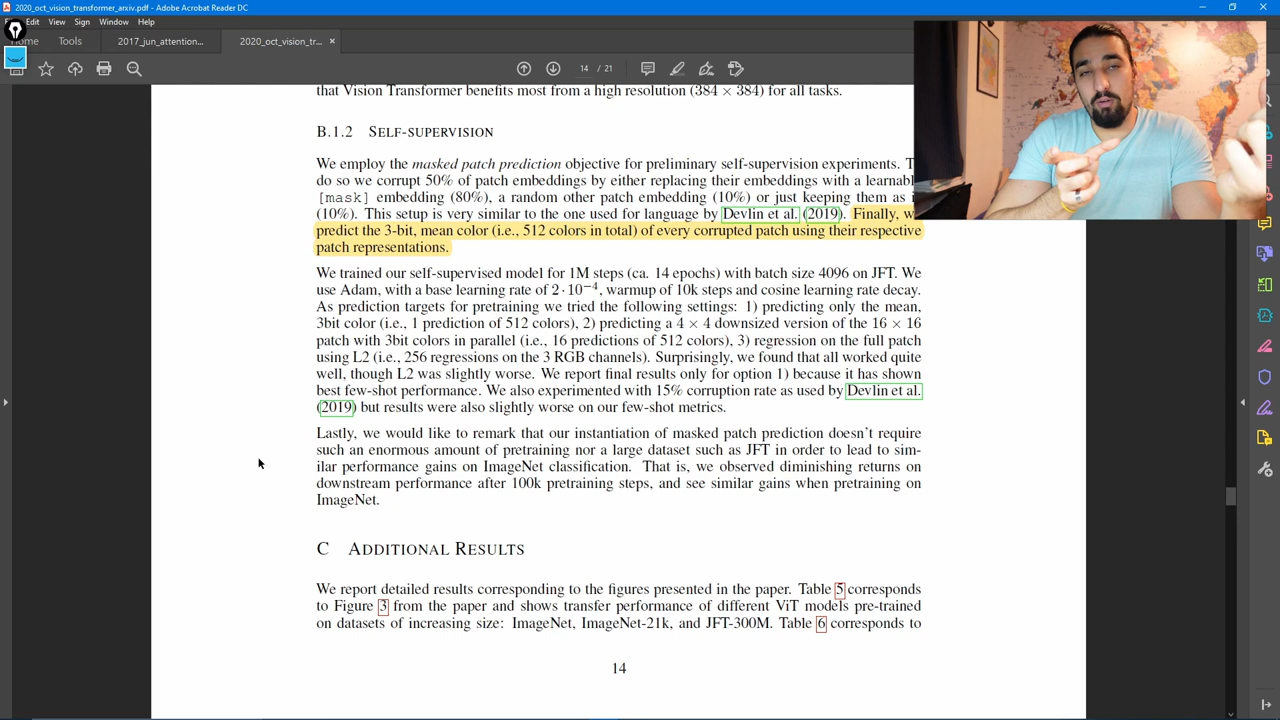 2020_oct_vision_transformer_arxiv.pdf - Adobe Acrobat Reader DC
Edit View Sign Window Help
Home Tools 2017_jun_attention... 2020_oct_vision_tr... ×
14 / 21
that Vision Transformer benefits most from a high resolution (384 × 384) for all tasks.
B.1.2 SELF-SUPERVISION
We employ the masked patch prediction objective for preliminary self-supervision experiments. T
do so we corrupt 50% of patch embeddings by either replacing their embeddings with a learnabl
[mask] embedding (80%), a random other patch embedding (10%) or just keeping them as i
(10%). This setup is very similar to the one used for language by Devlin et al. (2019). Finally, w
predict the 3-bit, mean color (i.e., 512 colors in total) of every corrupted patch using their respective
patch representations.
We trained our self-supervised model for 1M steps (ca. 14 epochs) with batch size 4096 on JFT. We
use Adam, with a base learning rate of 2·10⁻⁴, warmup of 10k steps and cosine learning rate decay.
As prediction targets for pretraining we tried the following settings: 1) predicting only the mean,
3bit color (i.e., 1 prediction of 512 colors), 2) predicting a 4 × 4 downsized version of the 16 × 16
patch with 3bit colors in parallel (i.e., 16 predictions of 512 colors), 3) regression on the full patch
using L2 (i.e., 256 regressions on the 3 RGB channels). Surprisingly, we found that all worked quite
well, though L2 was slightly worse. We report final results only for option 1) because it has shown
best few-shot performance. We also experimented with 15% corruption rate as used by Devlin et al.
(2019) but results were also slightly worse on our few-shot metrics.
Lastly, we would like to remark that our instantiation of masked patch prediction doesn't require
such an enormous amount of pretraining nor a large dataset such as JFT in order to lead to sim-
ilar performance gains on ImageNet classification. That is, we observed diminishing returns on
downstream performance after 100k pretraining steps, and see similar gains when pretraining on
ImageNet.
C ADDITIONAL RESULTS
We report detailed results corresponding to the figures presented in the paper. Table 5 corresponds
to Figure 3 from the paper and shows transfer performance of different ViT models pre-trained
on datasets of increasing size: ImageNet, ImageNet-21k, and JFT-300M. Table 6 corresponds to
14